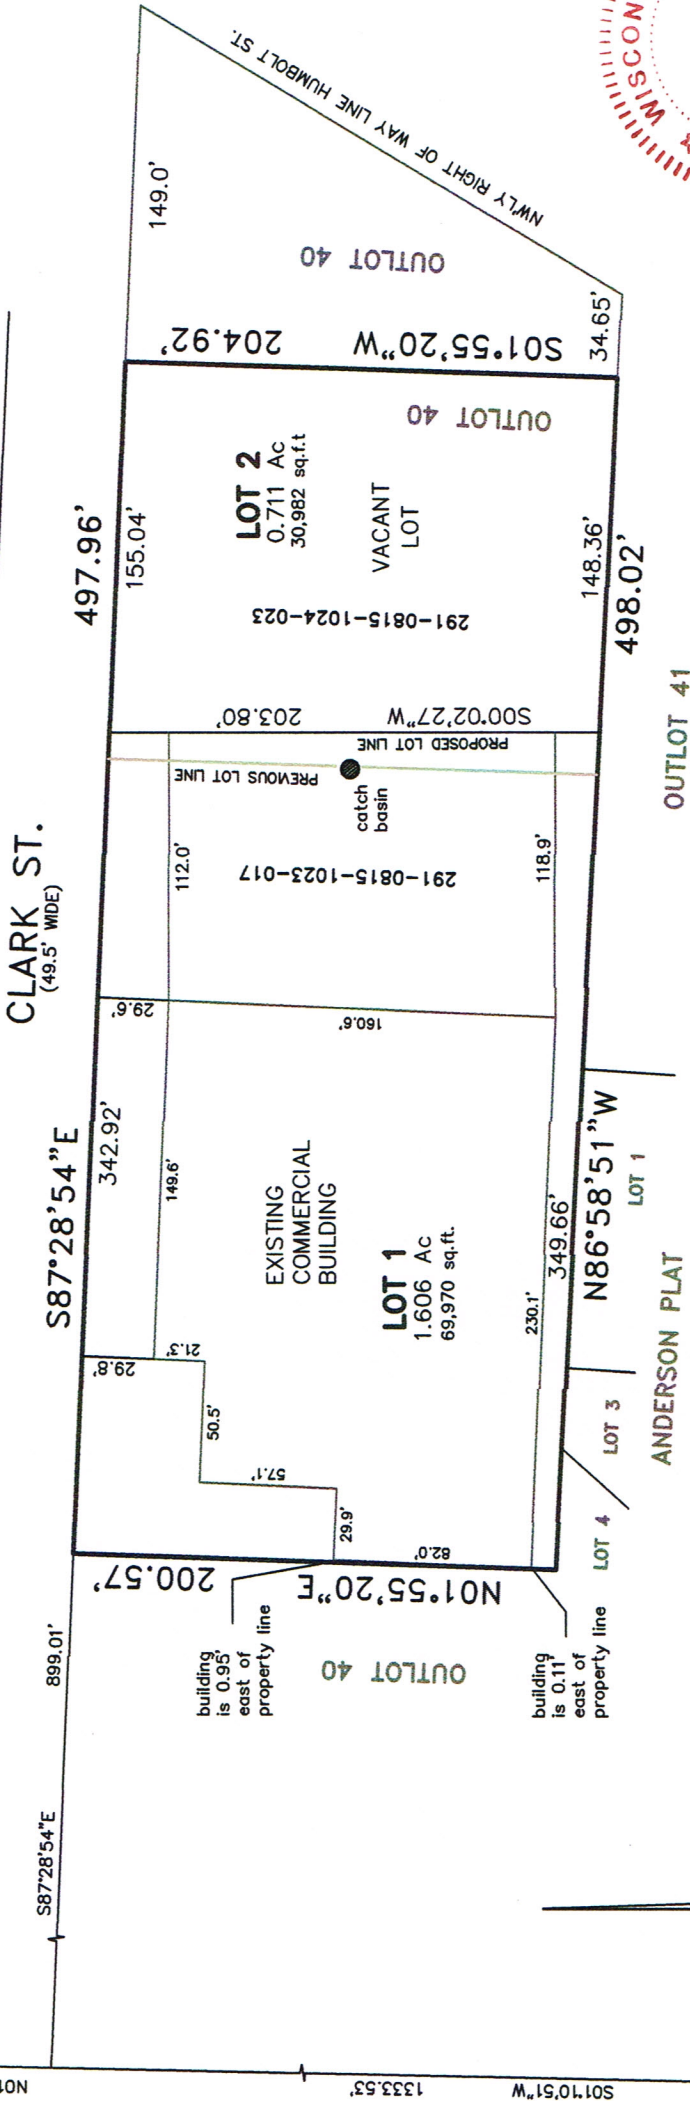 CLARK ST.
(49.5' WIDE)
S87°28'54"E
899.01'
S87°28'54"E
342.92'
497.96'
155.04'
149.0'
NW'LY RIGHT OF WAY LINE HUMBOLT ST.
OUTLOT 40
S01°55'20"W
204.92'
34.65'
OUTLOT 40
LOT 2
0.711 Ac
30,982 sq.f.t
VACANT
LOT
291-0815-1024-023
148.36'
498.02'
S00°02'27"W
203.80'
PROPOSED LOT LINE
PREVIOUS LOT LINE
catch
basin
291-0815-1023-017
112.0'
118.9'
29.6'
160.6'
149.6'
EXISTING
COMMERCIAL
BUILDING
LOT 1
1.606 Ac
69,970 sq.ft.
29.8'
21.3'
50.5'
57.1'
29.9'
82.0'
230.1'
349.66'
N86°58'51"W
N01°55'20"E
200.57'
building
is 0.95'
east of
property line
building
is 0.11'
east of
property line
OUTLOT 40
LOT 4
LOT 3
LOT 1
ANDERSON PLAT
OUTLOT 41
S01°10'51"W
1333.53'
WISCON